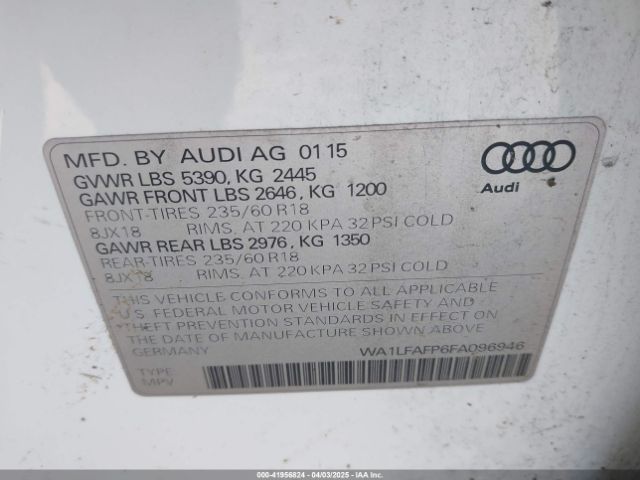 MFD. BY AUDI AG 01 15
GVWR LBS 5390, KG 2445
GAWR FRONT LBS 2646, KG 1200
FRONT-TIRES 235/60 R18
8JX18 RIMS, AT 220 KPA 32 PSI COLD
GAWR REAR LBS 2976, KG 1350
REAR-TIRES 235/60 R18
8JX18 RIMS, AT 220 KPA 32 PSI COLD
THIS VEHICLE CONFORMS TO ALL APPLICABLE
U.S. FEDERAL MOTOR VEHICLE SAFETY AND
THEFT PREVENTION STANDARDS IN EFFECT ON
THE DATE OF MANUFACTURE SHOWN ABOVE
GERMANY WA1LFAFP6FA096946
TYPE
MPV
Audi
000-41956824 04/03/2025 IAAI.com